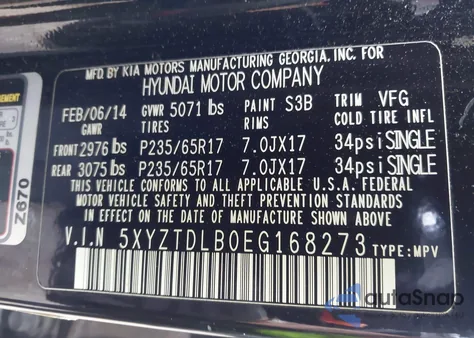 MFD. BY KIA MOTORS MANUFACTURING GEORGIA, INC. FOR
HYUNDAI MOTOR COMPANY
FEB/06/14 GVWR 5071 lbs PAINT S3B TRIM VFG
GAWR TIRES RIMS COLD TIRE INFL
FRONT 2976 lbs P235/65R17 7.0JX17 34psi SINGLE
REAR 3075 lbs P235/65R17 7.0JX17 34psi SINGLE
THIS VEHICLE CONFORMS TO ALL APPLICABLE U.S.A. FEDERAL
MOTOR VEHICLE SAFETY AND THEFT PREVENTION STANDARDS
IN EFFECT ON THE DATE OF MANUFACTURE SHOWN ABOVE.
V.I.N 5XYZTDLB0EG168273 TYPE: MPV
Z670
autoSnap